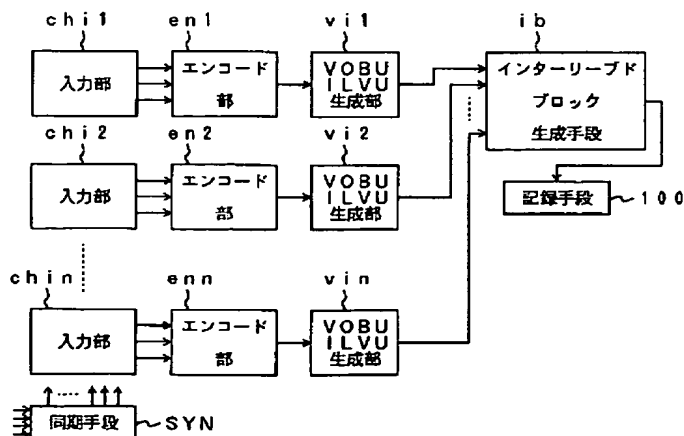 chi1 en1 vi1 ib
入力部 エンコード部 VOBU ILVU 生成部 インターリーブドブロック生成手段
chi2 en2 vi2
入力部 エンコード部 VOBU ILVU 生成部
記録手段 100
chin enn vin
入力部 エンコード部 VOBU ILVU 生成部
同期手段 SYN